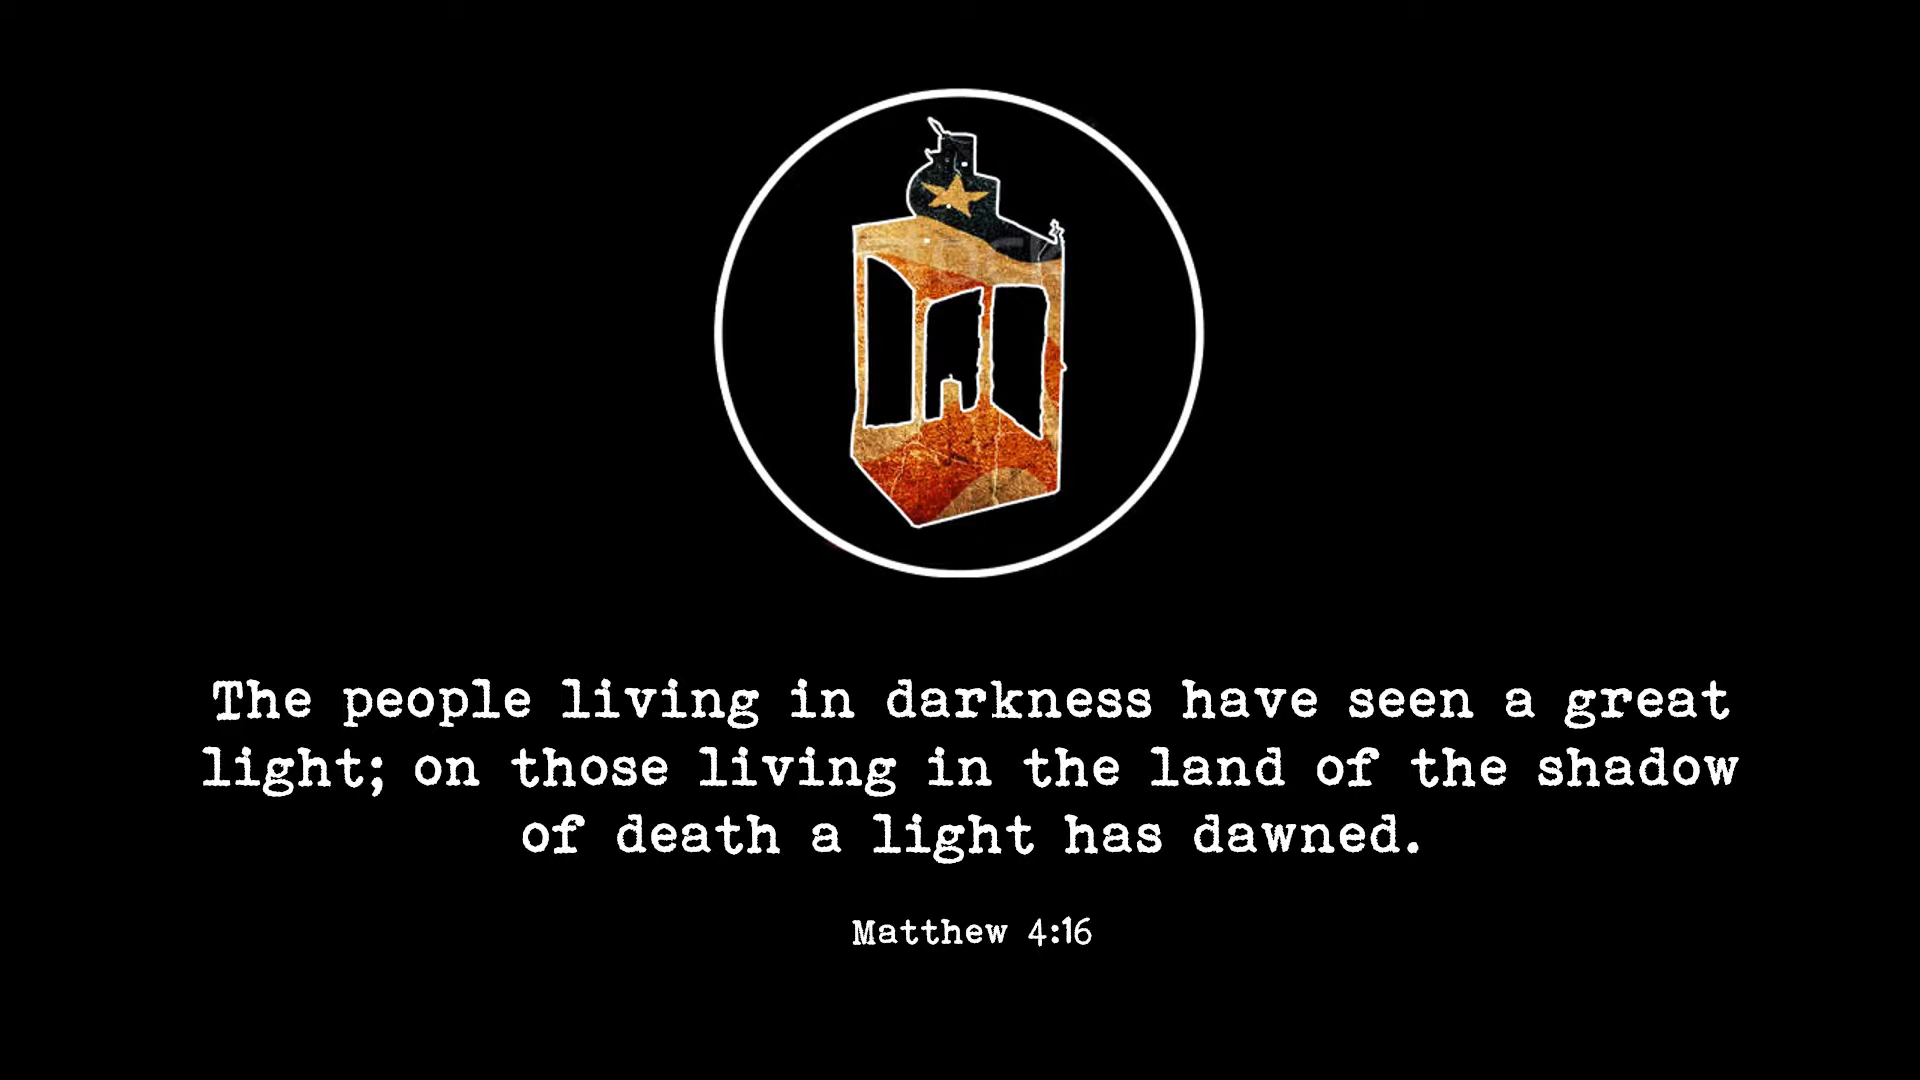 The people living in darkness have seen a great
light; on those living in the land of the shadow
of death a light has dawned.
Matthew 4:16